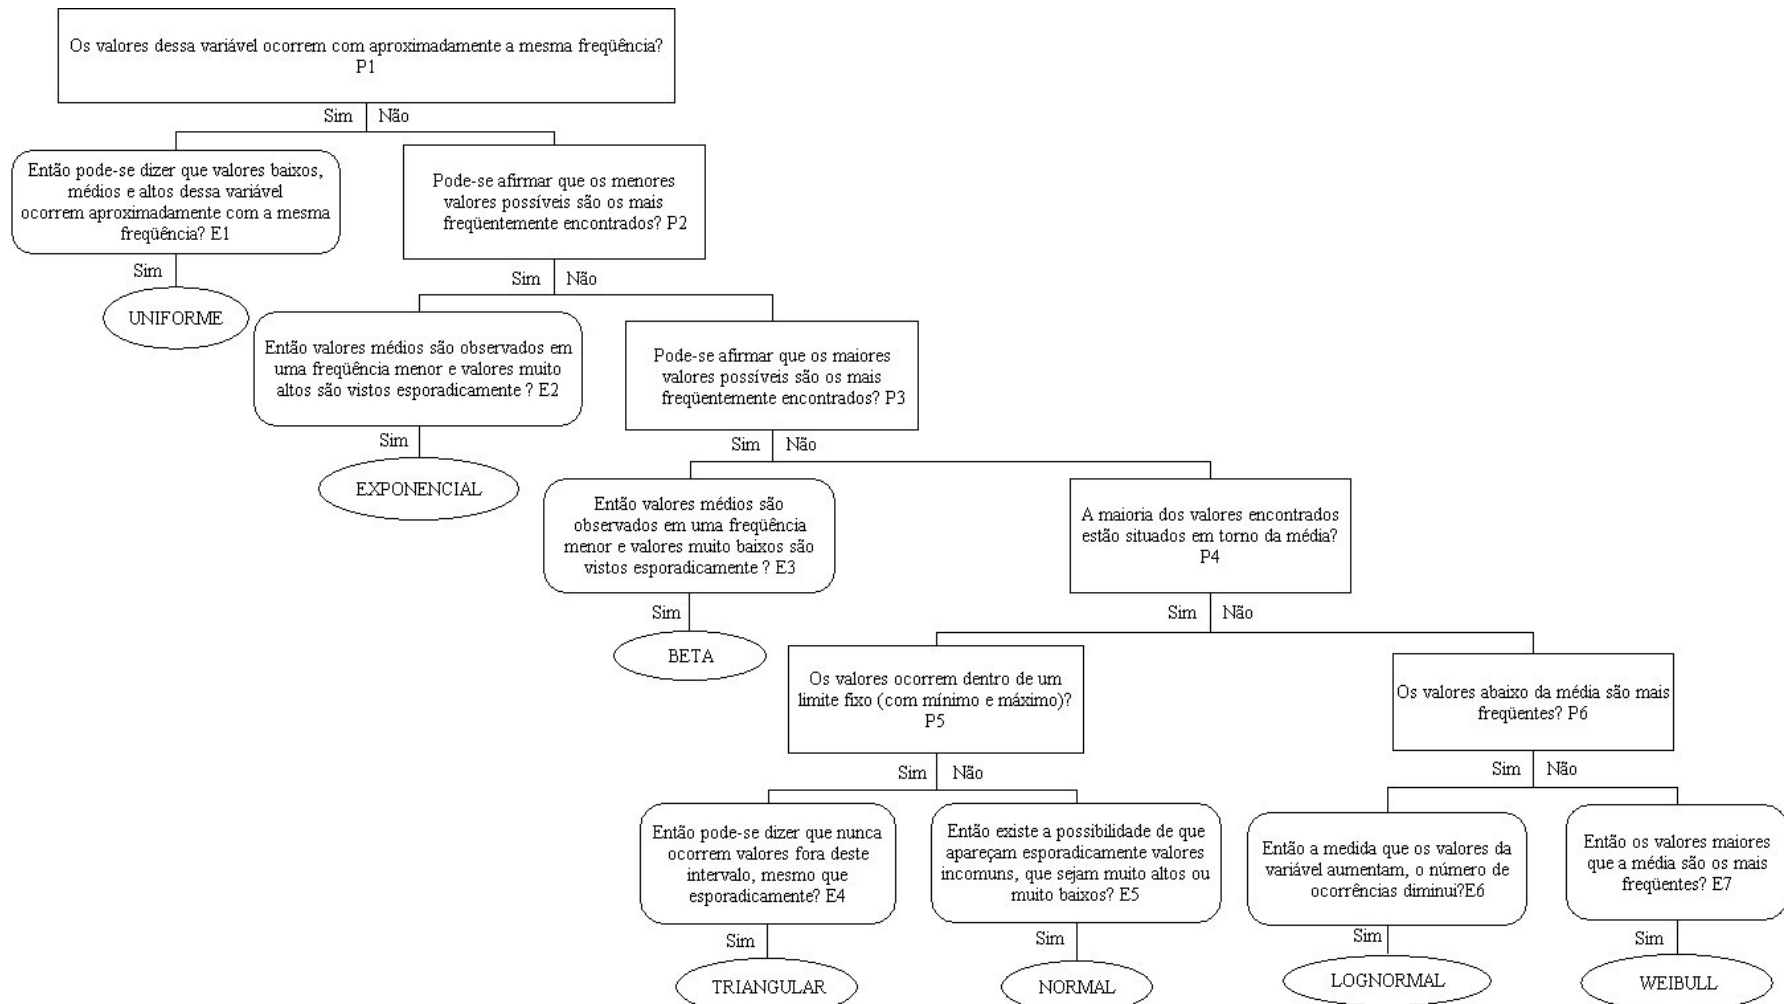 Os valores dessa variável ocorrem com aproximadamente a mesma freqüência?
P1
Sim
Não
Então pode-se dizer que valores baixos,
médios e altos dessa variável
ocorrem aproximadamente com a mesma
freqüência? E1
Pode-se afirmar que os menores
valores possíveis são os mais
freqüentemente encontrados? P2
Sim
UNIFORME
Sim
Não
Então valores médios são observados em
uma freqüência menor e valores muito
altos são vistos esporadicamente ? E2
Pode-se afirmar que os maiores
valores possíveis são os mais
freqüentemente encontrados? P3
Sim
EXPONENCIAL
Sim
Não
Então valores médios são
observados em uma freqüência
menor e valores muito baixos são
vistos esporadicamente ? E3
A maioria dos valores encontrados
estão situados em torno da média?
P4
Sim
BETA
Sim
Não
Os valores ocorrem dentro de um
limite fixo (com mínimo e máximo)?
P5
Os valores abaixo da média são mais
freqüentes? P6
Sim
Não
Sim
Não
Então pode-se dizer que nunca
ocorrem valores fora deste
intervalo, mesmo que
esporadicamente? E4
Então existe a possibilidade de que
apareçam esporadicamente valores
incomuns, que sejam muito altos ou
muito baixos? E5
Então a medida que os valores da
variável aumentam, o número de
ocorrências diminui?E6
Então os valores maiores
que a média são os mais
freqüentes? E7
Sim
Sim
Sim
Sim
TRIANGULAR
NORMAL
LOGNORMAL
WEIBULL